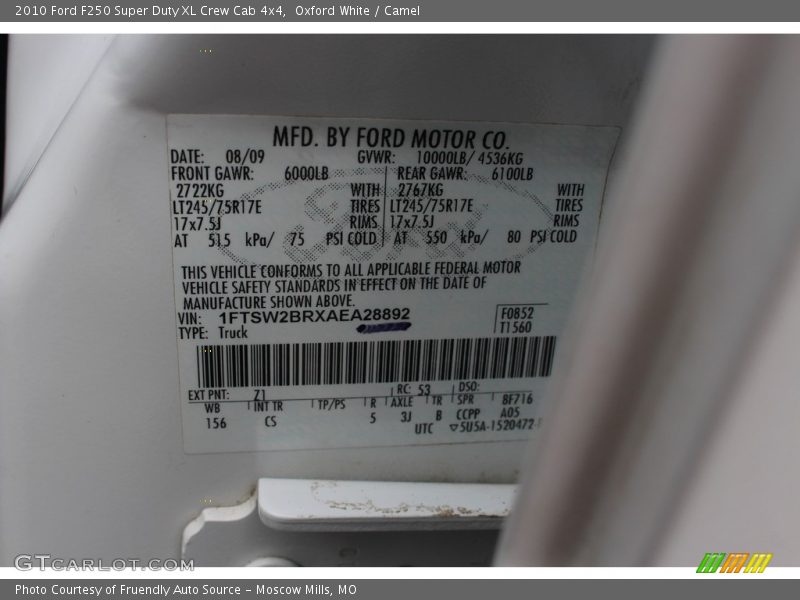 2010 Ford F250 Super Duty XL Crew Cab 4x4, Oxford White / Camel
MFD. BY FORD MOTOR CO.
DATE: 08/09 GVWR: 10000LB/ 4536KG
FRONT GAWR: 6000LB REAR GAWR: 6100LB
2722KG WITH 2767KG WITH
LT245/75R17E TIRES LT245/75R17E TIRES
17x7.5J RIMS 17x7.5J RIMS
AT 515 kPa/ 75 PSI COLD AT 550 kPa/ 80 PSI COLD
THIS VEHICLE CONFORMS TO ALL APPLICABLE FEDERAL MOTOR
VEHICLE SAFETY STANDARDS IN EFFECT ON THE DATE OF
MANUFACTURE SHOWN ABOVE.
VIN: 1FTSW2BRXAEA28892 F0852
TYPE: Truck T1560
EXT PNT: Z1 RC: 53 DSO:
WB INT TR TP/PS R AXLE TR SPR 8F716
156 CS 5 3J B CCPP A05
UTC 5U5A-1520472-
GTCARLOT.COM
Photo Courtesy of Fruendly Auto Source – Moscow Mills, MO